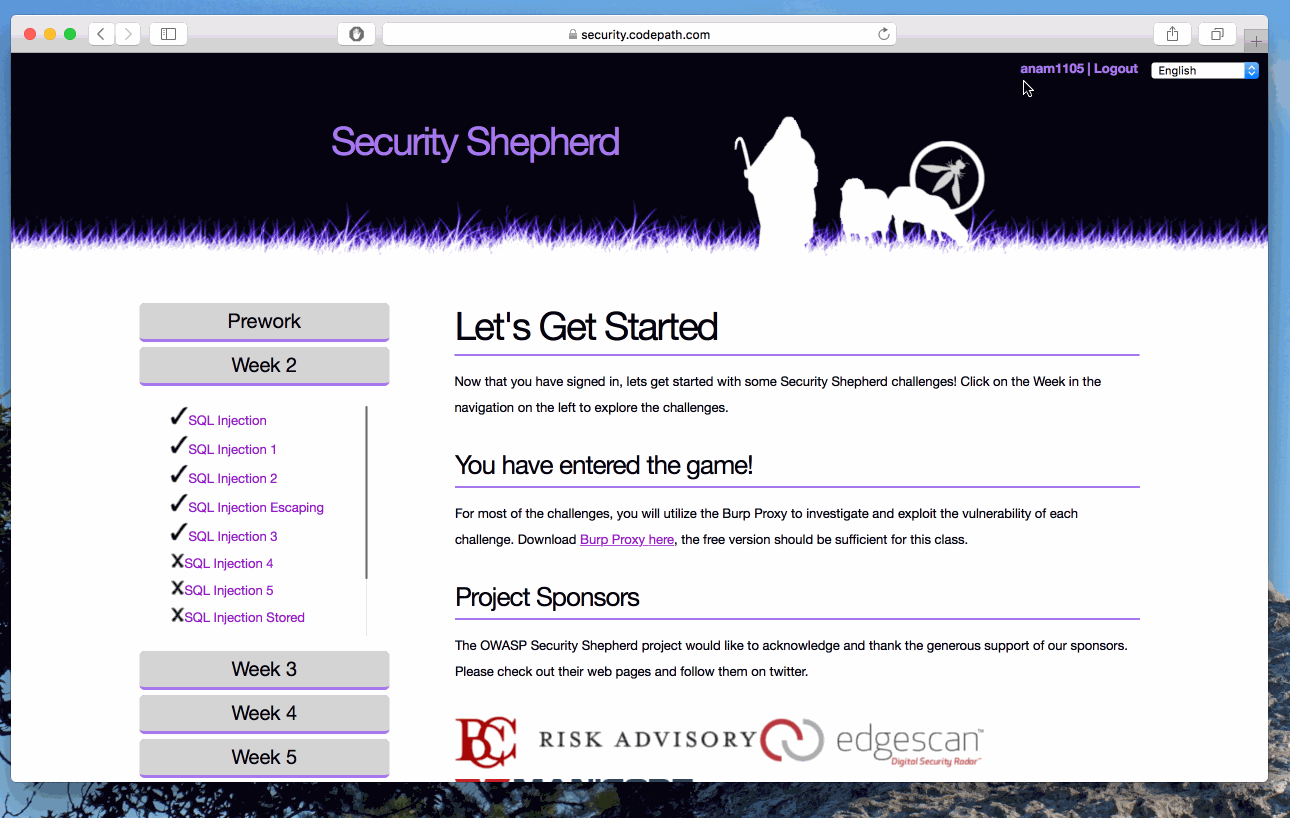 security.codepath.com
anam1105 | Logout
English
Security Shepherd
Prework
Week 2
SQL Injection
SQL Injection 1
SQL Injection 2
SQL Injection Escaping
SQL Injection 3
X SQL Injection 4
X SQL Injection 5
X SQL Injection Stored
Week 3
Week 4
Week 5
Let's Get Started
Now that you have signed in, lets get started with some Security Shepherd challenges! Click on the Week in the
navigation on the left to explore the challenges.
You have entered the game!
For most of the challenges, you will utilize the Burp Proxy to investigate and exploit the vulnerability of each
challenge. Download Burp Proxy here, the free version should be sufficient for this class.
Project Sponsors
The OWASP Security Shepherd project would like to acknowledge and thank the generous support of our sponsors.
Please check out their web pages and follow them on twitter.
BCC RISK ADVISORY edgescan™
Digital Security Radar™